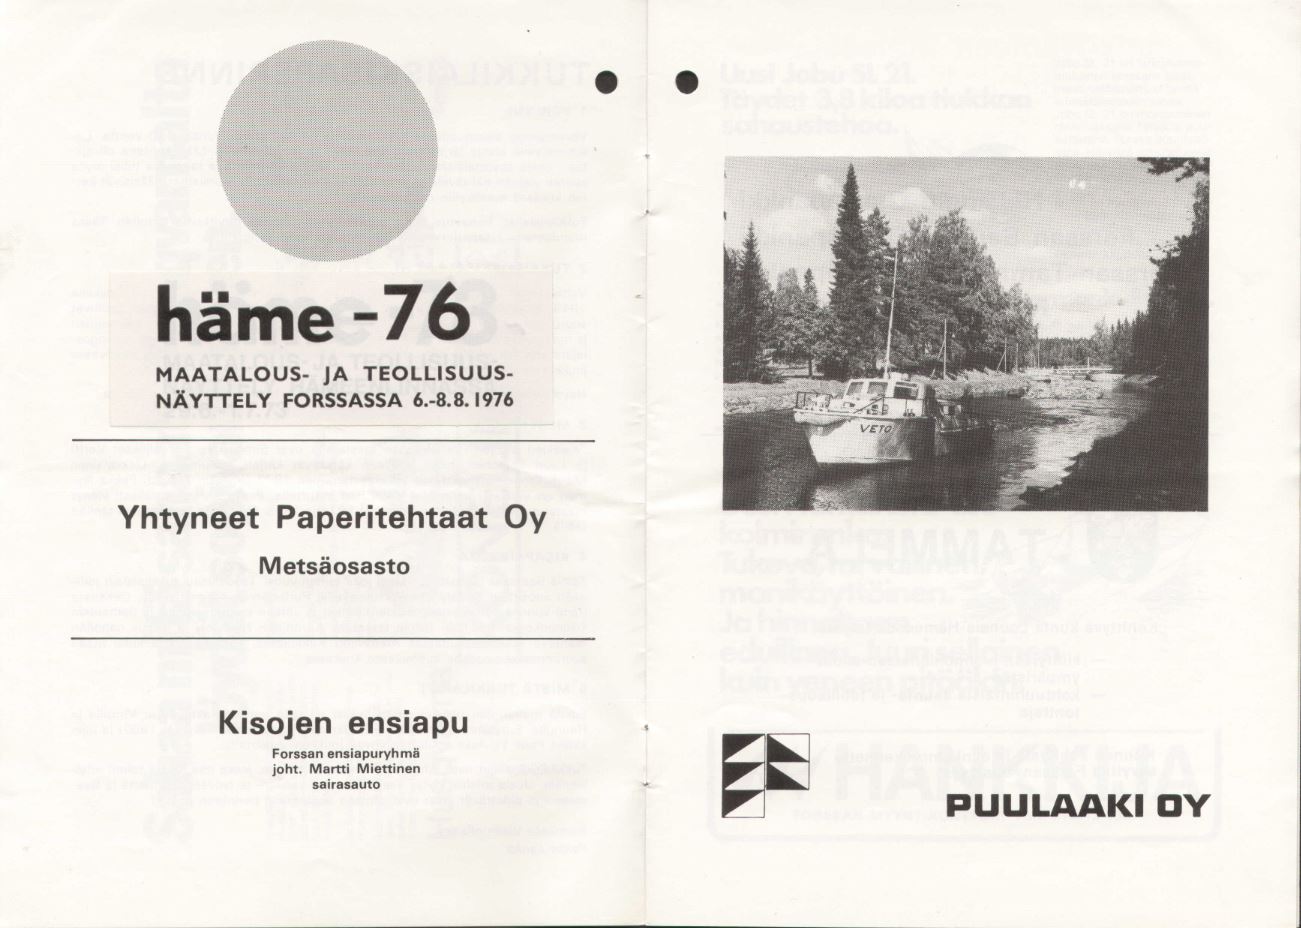 häme -76
MAATALOUS- JA TEOLLISUUS-
NÄYTTELY FORSSASSA 6.-8.8.1976
Yhtyneet Paperitehtaat Oy
Metsäosasto
Kisojen ensiapu
Forssan ensiapuryhmä
joht. Martti Miettinen
sairasauto
VETO
PUULAAKI OY